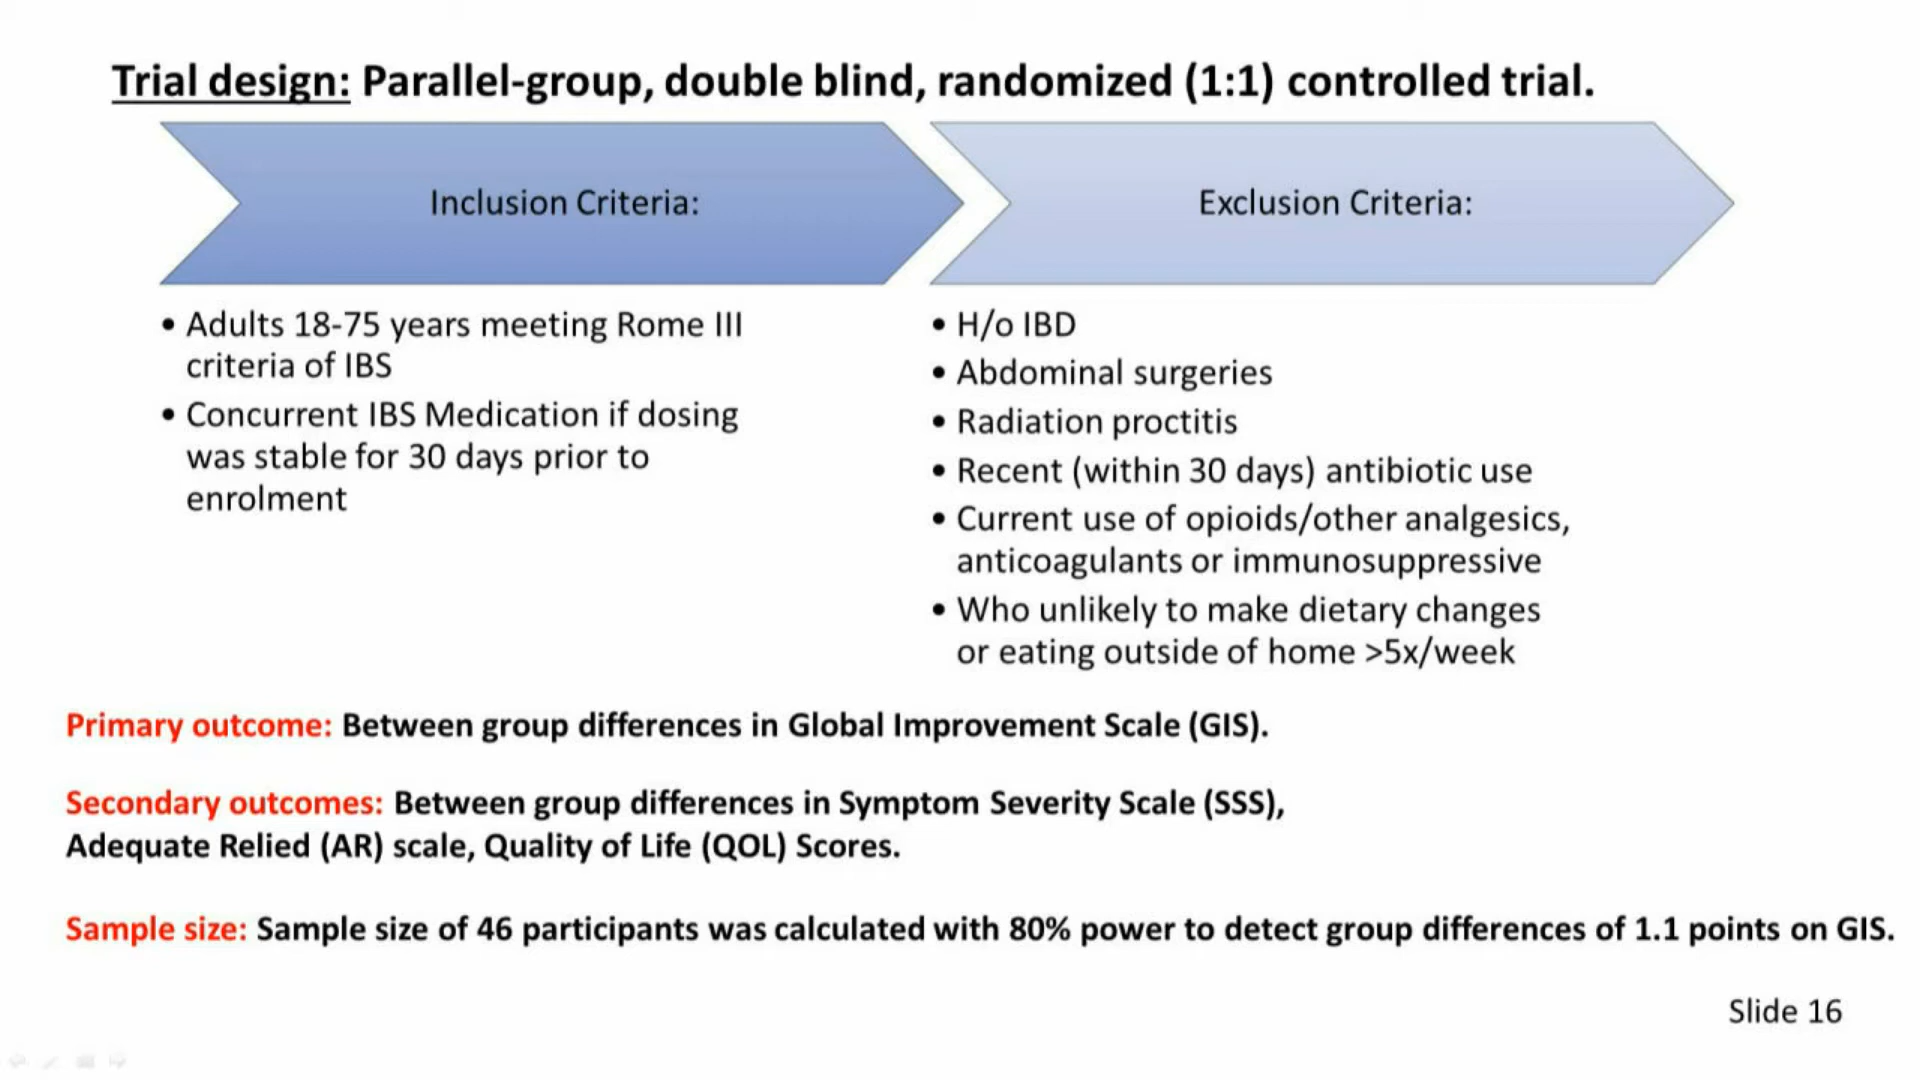 Trial design: Parallel-group, double blind, randomized (1:1) controlled trial.
Inclusion Criteria:
• Adults 18-75 years meeting Rome III
criteria of IBS
• Concurrent IBS Medication if dosing
was stable for 30 days prior to
enrolment
Exclusion Criteria:
• H/o IBD
• Abdominal surgeries
• Radiation proctitis
• Recent (within 30 days) antibiotic use
• Current use of opioids/other analgesics,
anticoagulants or immunosuppressive
• Who unlikely to make dietary changes
or eating outside of home >5x/week
Primary outcome: Between group differences in Global Improvement Scale (GIS).
Secondary outcomes: Between group differences in Symptom Severity Scale (SSS),
Adequate Relied (AR) scale, Quality of Life (QOL) Scores.
Sample size: Sample size of 46 participants was calculated with 80% power to detect group differences of 1.1 points on GIS.
Slide 16